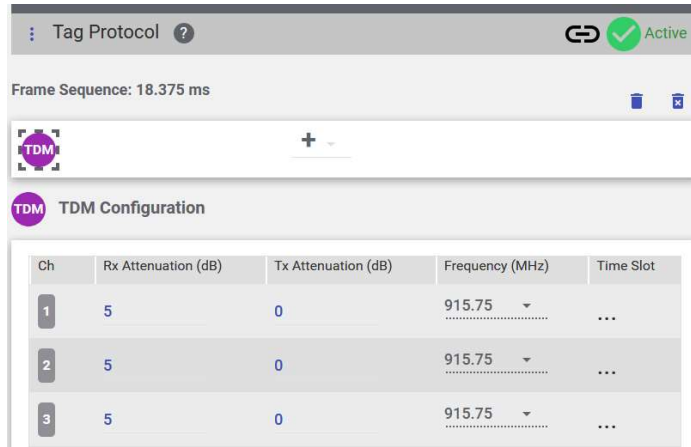 Tag Protocol ? Active
Frame Sequence: 18.375 ms
TDM +
TDM TDM Configuration
Ch Rx Attenuation (dB) Tx Attenuation (dB) Frequency (MHz) Time Slot
1 5 0 915.75 ...
2 5 0 915.75 ...
3 5 0 915.75 ...